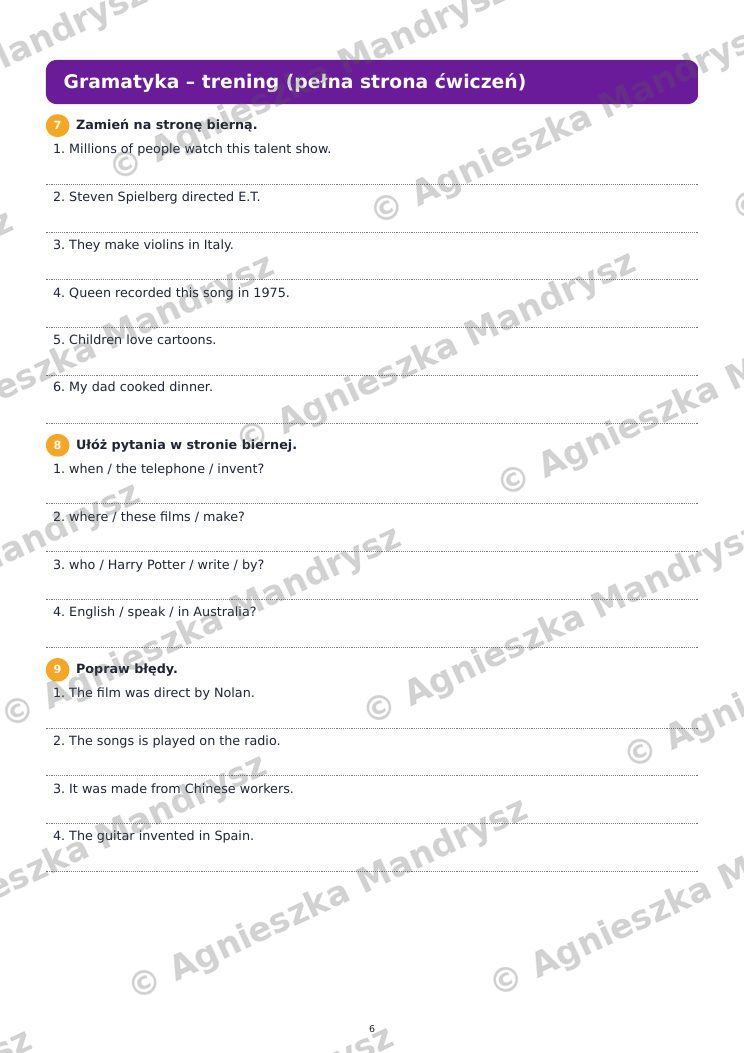 Gramatyka – trening (pełna strona ćwiczeń)
7 Zamień na stronę bierną.
1. Millions of people watch this talent show.
2. Steven Spielberg directed E.T.
3. They make violins in Italy.
4. Queen recorded this song in 1975.
5. Children love cartoons.
6. My dad cooked dinner.
8 Ułóż pytania w stronie biernej.
1. when / the telephone / invent?
2. where / these films / make?
3. who / Harry Potter / write / by?
4. English / speak / in Australia?
9 Popraw błędy.
1. The film was direct by Nolan.
2. The songs is played on the radio.
3. It was made from Chinese workers.
4. The guitar invented in Spain.
6
© Agnieszka Mandrysz